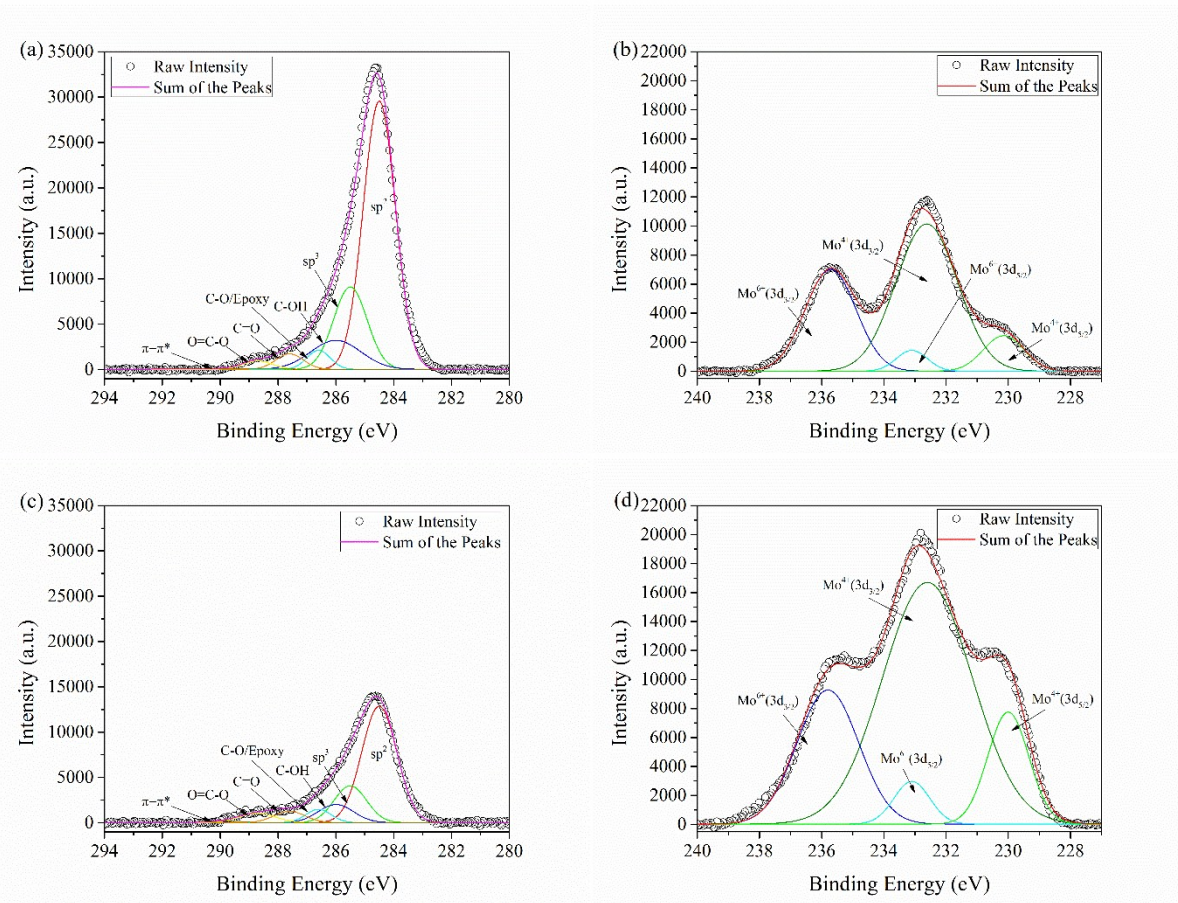 (a)
35000
30000
25000
20000
15000
10000
5000
0
Intensity (a.u.)
Raw Intensity
Sum of the Peaks
sp³
C-O/Epoxy
C-OH
C=O
O=C-O
π−π*
294 292 290 288 286 284 282 280
Binding Energy (eV)
(b)
22000
20000
18000
16000
14000
12000
10000
8000
6000
4000
2000
0
Intensity (a.u.)
Raw Intensity
Sum of the Peaks
Mo⁴⁺(3d₃/₂)
Mo⁴⁺(3d₅/₂)
240 238 236 234 232 230 228
Binding Energy (eV)
(c)
35000
30000
25000
20000
15000
10000
5000
0
Intensity (a.u.)
Raw Intensity
Sum of the Peaks
C-O/Epoxy
sp³
sp²
C-OH
C=O
O=C-O
π−π*
294 292 290 288 286 284 282 280
Binding Energy (eV)
(d)
22000
20000
18000
16000
14000
12000
10000
8000
6000
4000
2000
0
Intensity (a.u.)
Raw Intensity
Sum of the Peaks
Mo⁴⁺(3d₃/₂)
Mo⁶⁺(3d₃/₂)
Mo⁴⁺(3d₅/₂)
Mo⁶(3d₅/₂)
240 238 236 234 232 230 228
Binding Energy (eV)